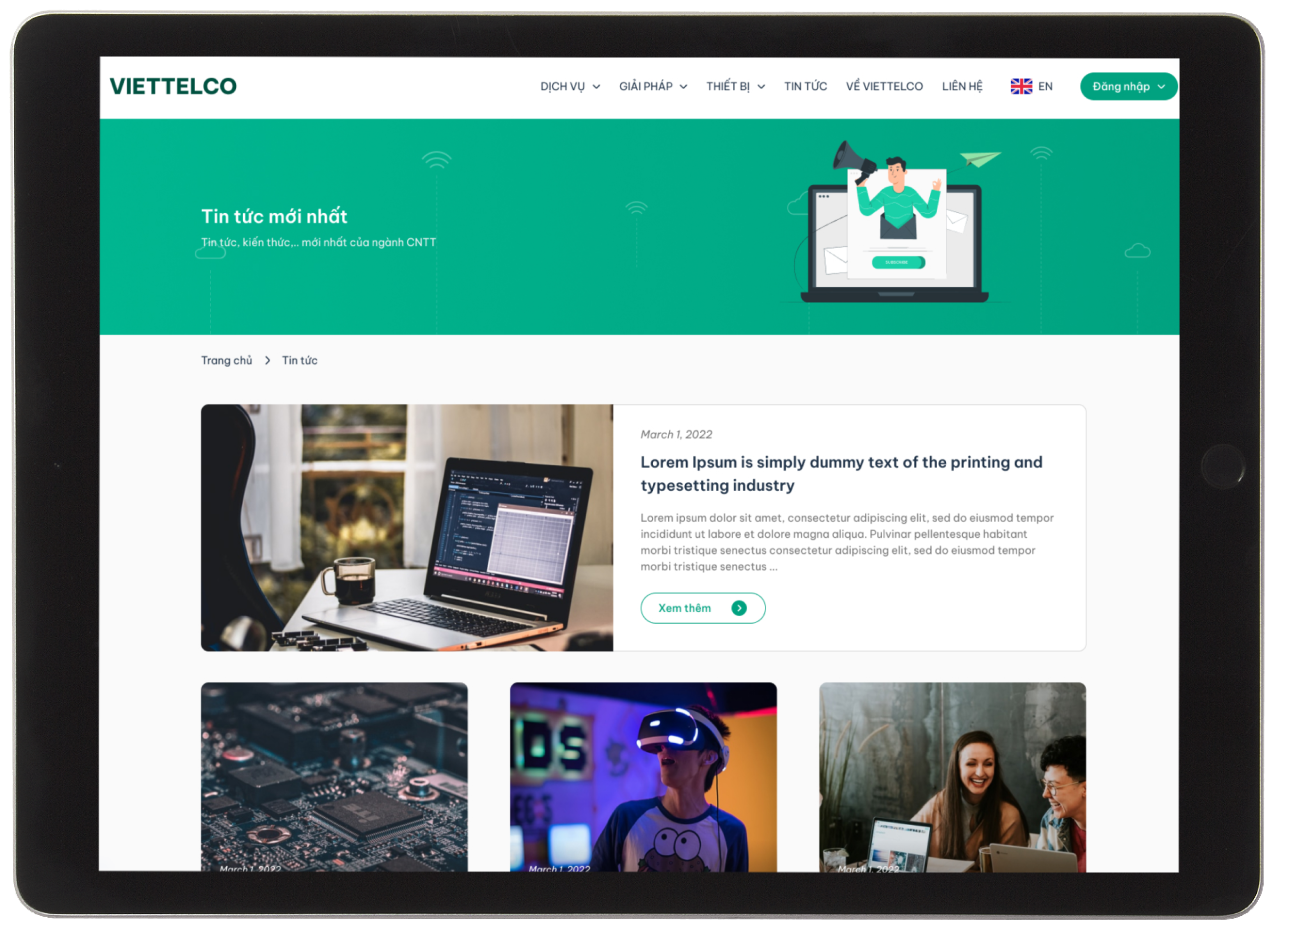 VIETTELCO
DỊCH VỤ GIẢI PHÁP THIẾT BỊ TIN TỨC VỀ VIETTELCO LIÊN HỆ EN Đăng nhập
Tin tức mới nhất
Tin tức, kiến thức,.. mới nhất của ngành CNTT
SUBSCRIBE
Trang chủ Tin tức
March 1, 2022
Lorem Ipsum is simply dummy text of the printing and
typesetting industry
Lorem ipsum dolor sit amet, consectetur adipiscing elit, sed do eiusmod tempor
incididunt ut labore et dolore magna aliqua. Pulvinar pellentesque habitant
morbi tristique senectus consectetur adipiscing elit, sed do eiusmod tempor
morbi tristique senectus ...
Xem thêm
March 1, 2022
March 1, 2022
March 1, 2022